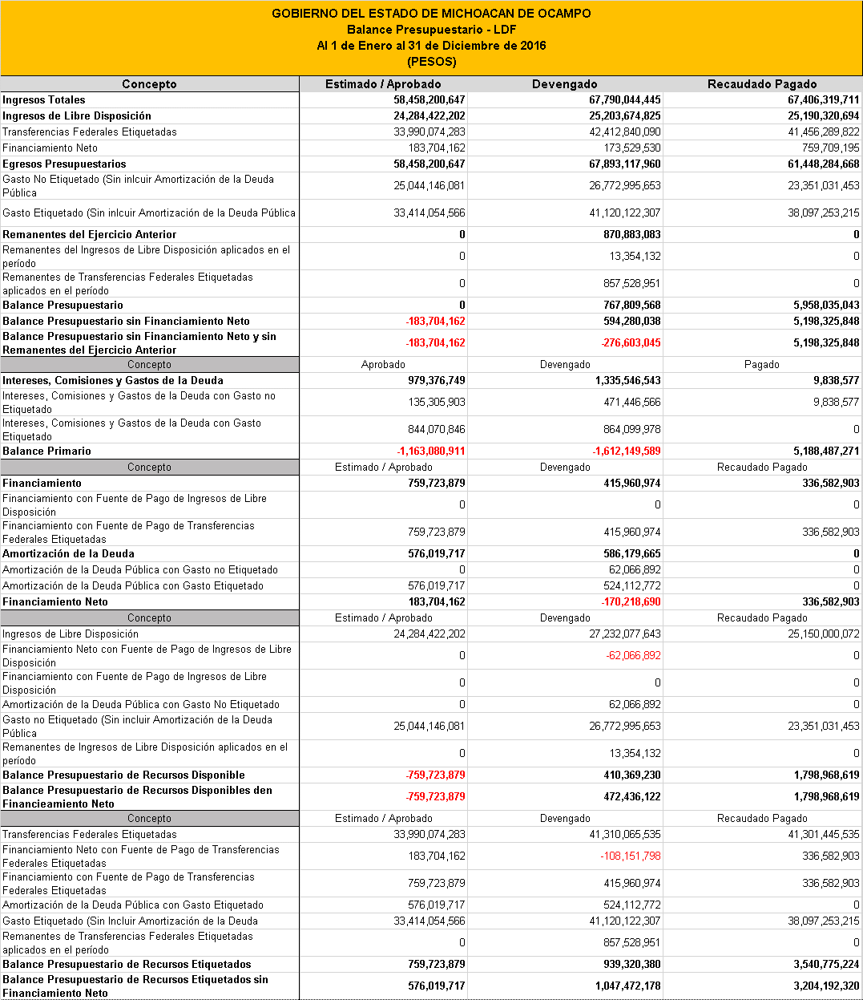 GOBIERNO DEL ESTADO DE MICHOACAN DE OCAMPO
Balance Presupuestario - LDF
Al 1 de Enero al 31 de Diciembre de 2016
(PESOS)
Concepto Estimado / Aprobado Devengado Recaudado Pagado
Ingresos Totales 58,458,200,647 67,790,044,445 67,406,319,711
Ingresos de Libre Disposición 24,284,422,202 25,203,674,825 25,190,320,694
Transferencias Federales Etiquetadas 33,990,074,283 42,412,840,090 41,456,289,822
Financiamiento Neto 183,704,162 173,529,530 759,709,195
Egresos Presupuestarios 58,458,200,647 67,893,117,960 61,448,284,668
Gasto No Etiquetado (Sin inlcuir Amortización de la Deuda
Pública 25,044,146,081 26,772,995,653 23,351,031,453
Gasto Etiquetado (Sin inlcuir Amortización de la Deuda Pública 33,414,054,566 41,120,122,307 38,097,253,215
Remanentes del Ejercicio Anterior 0 870,883,083 0
Remanentes del Ingresos de Libre Disposición aplicados en el
período 0 13,354,132 0
Remanentes de Transferencias Federales Etiquetadas
aplicados en el período 0 857,528,951 0
Balance Presupuestario 0 767,809,568 5,958,035,043
Balance Presupuestario sin Financiamiento Neto -183,704,162 594,280,038 5,198,325,848
Balance Presupuestario sin Financiamiento Neto y sin
Remanentes del Ejercicio Anterior -183,704,162 -276,603,045 5,198,325,848
Concepto Aprobado Devengado Pagado
Intereses, Comisiones y Gastos de la Deuda 979,376,749 1,335,546,543 9,838,577
Intereses, Comisiones y Gastos de la Deuda con Gasto no
Etiquetado 135,305,903 471,446,566 9,838,577
Intereses, Comisiones y Gastos de la Deuda con Gasto
Etiquetado 844,070,846 864,099,978 0
Balance Primario -1,163,080,911 -1,612,149,589 5,188,487,271
Concepto Estimado / Aprobado Devengado Recaudado Pagado
Financiamiento 759,723,879 415,960,974 336,582,903
Financiamiento con Fuente de Pago de Ingresos de Libre
Disposición 0 0 0
Financiamiento con Fuente de Pago de Transferencias
Federales Etiquetadas 759,723,879 415,960,974 336,582,903
Amortización de la Deuda 576,019,717 586,179,665 0
Amortización de la Deuda Pública con Gasto no Etiquetado 0 62,066,892 0
Amortización de la Deuda Pública con Gasto Etiquetado 576,019,717 524,112,772 0
Financiamiento Neto 183,704,162 -170,218,690 336,582,903
Concepto Estimado / Aprobado Devengado Recaudado Pagado
Ingresos de Libre Disposición 24,284,422,202 27,232,077,643 25,150,000,072
Financiamiento Neto con Fuente de Pago de Ingresos de Libre
Disposición 0 -62,066,892 0
Financiamiento con Fuente de Pago de Ingresos de Libre
Disposición 0 0 0
Amortización de la Deuda Pública con Gasto No Etiquetado 0 62,066,892 0
Gasto no Etiquetado (Sin incluir Amortización de la Deuda
Pública 25,044,146,081 26,772,995,653 23,351,031,453
Remanentes de Ingresos de Libre Disposición aplicados en el
período 0 13,354,132 0
Balance Presupuestario de Recursos Disponible -759,723,879 410,369,230 1,798,968,619
Balance Presupuestario de Recursos Disponibles den
Financieamiento Neto -759,723,879 472,436,122 1,798,968,619
Concepto Estimado / Aprobado Devengado Recaudado Pagado
Transferencias Federales Etiquetadas 33,990,074,283 41,310,065,535 41,301,445,535
Financiamiento Neto con Fuente de Pago de Transferencias
Federales Etiquetadas 183,704,162 -108,151,798 336,582,903
Financiamiento con Fuente de Pago de Transferencias
Federales Etiquetadas 759,723,879 415,960,974 336,582,903
Amortización de la Deuda Pública con Gasto Etiquetado 576,019,717 524,112,772 0
Gasto Etiquetado (Sin Incluir Amortización de la Deuda 33,414,054,566 41,120,122,307 38,097,253,215
Remanentes de Transferencias Federales Etiquetadas
aplicados en el período 0 857,528,951 0
Balance Presupuestario de Recursos Etiquetados 759,723,879 939,320,380 3,540,775,224
Balance Presupuestario de Recursos Etiquetados sin
Financiamiento Neto 576,019,717 1,047,472,178 3,204,192,320